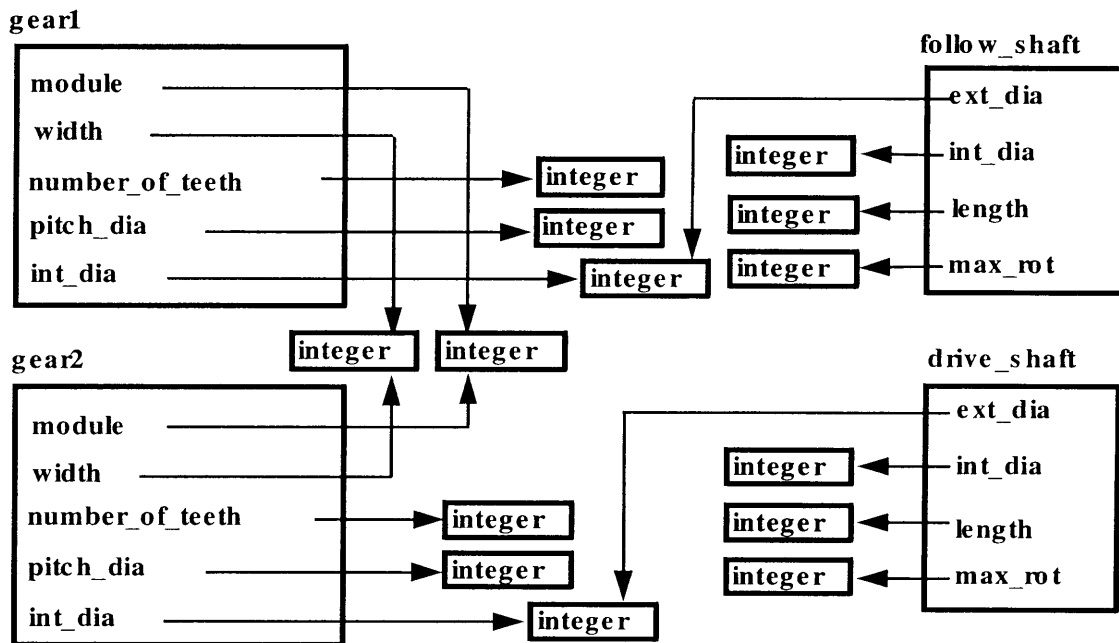 gear1
module
width
number_of_teeth
pitch_dia
int_dia
integer
integer
integer
follow_shaft
ext_dia
integer
int_dia
integer
length
integer
max_rot
integer
integer
gear2
module
width
number_of_teeth
pitch_dia
int_dia
integer
integer
integer
drive_shaft
ext_dia
integer
int_dia
integer
length
integer
max_rot